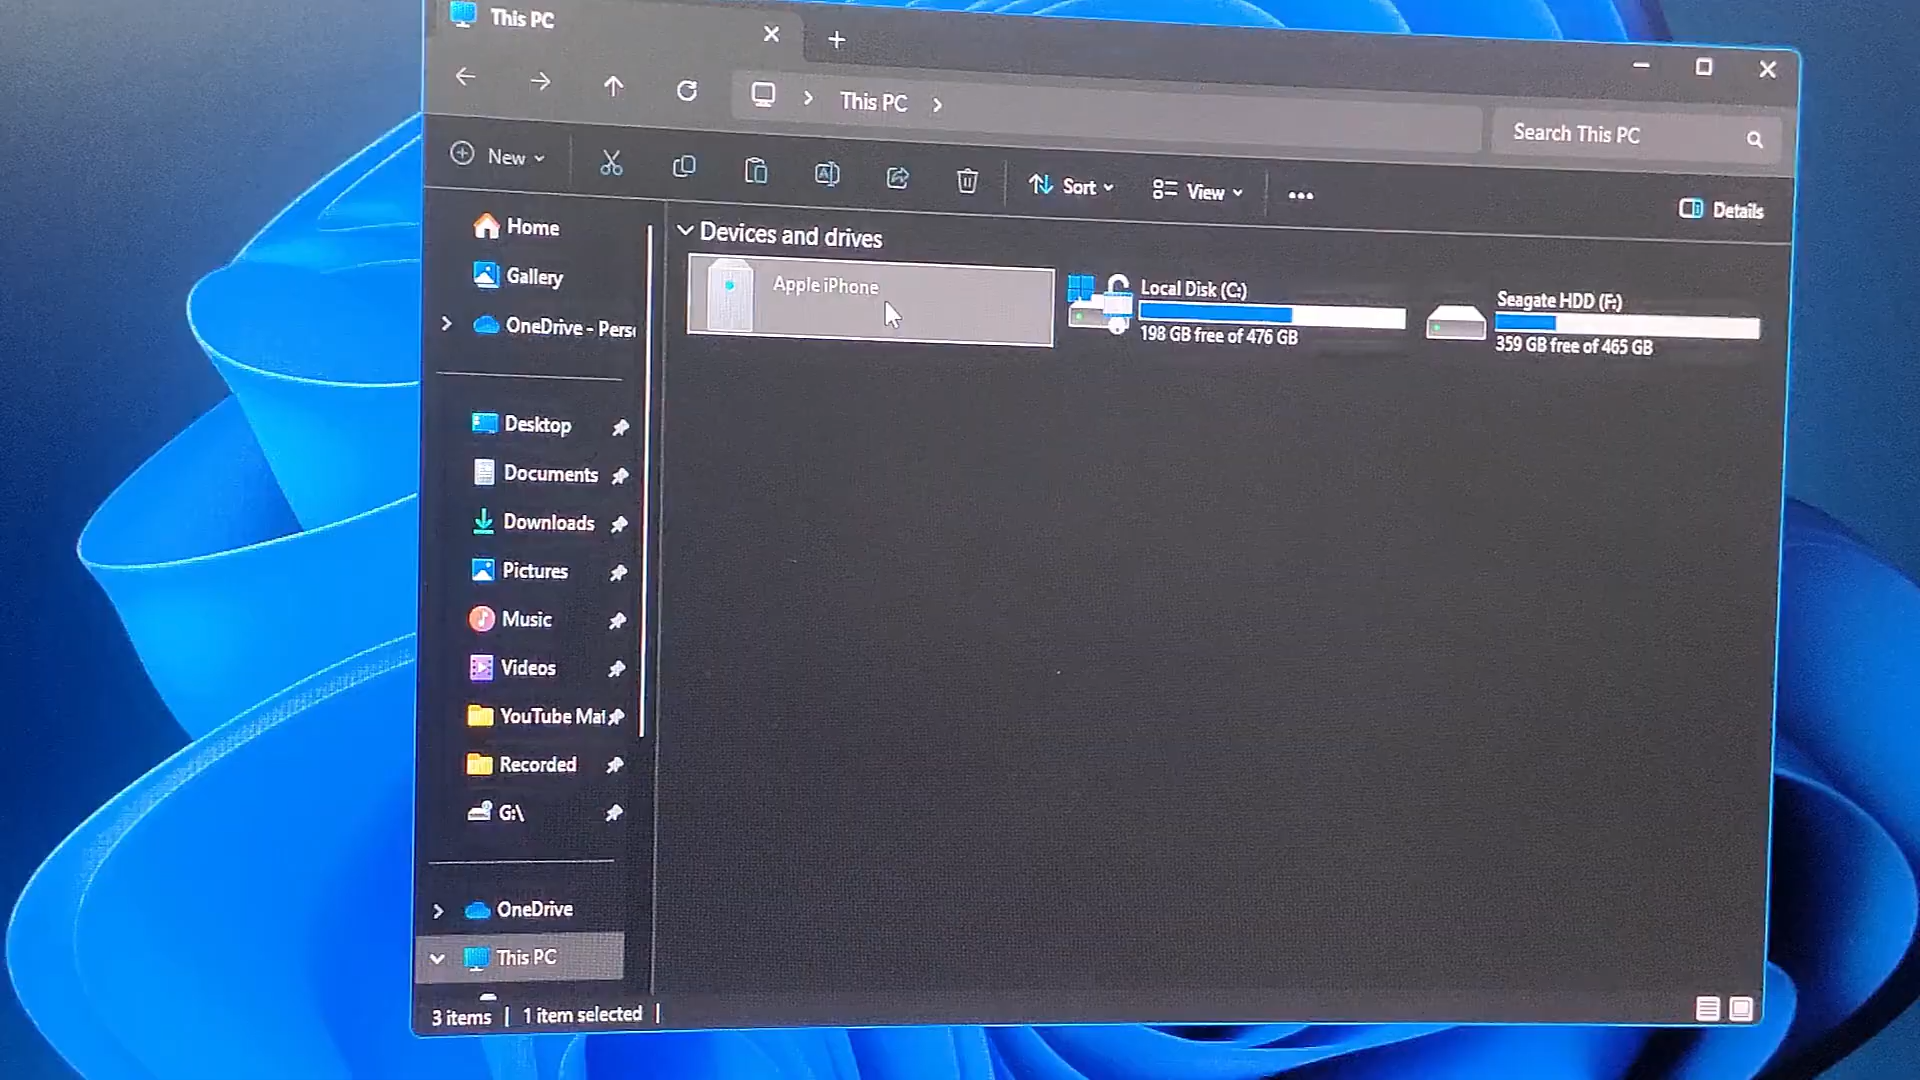 This PC
This PC
Search This PC
New
Sort
View
Details
Home
Gallery
OneDrive - Pers
Desktop
Documents
Downloads
Pictures
Music
Videos
YouTube Mai
Recorded
G:\
OneDrive
This PC
Devices and drives
Apple iPhone
Local Disk (C:)
198 GB free of 476 GB
Seagate HDD (F:)
359 GB free of 465 GB
3 items
1 item selected